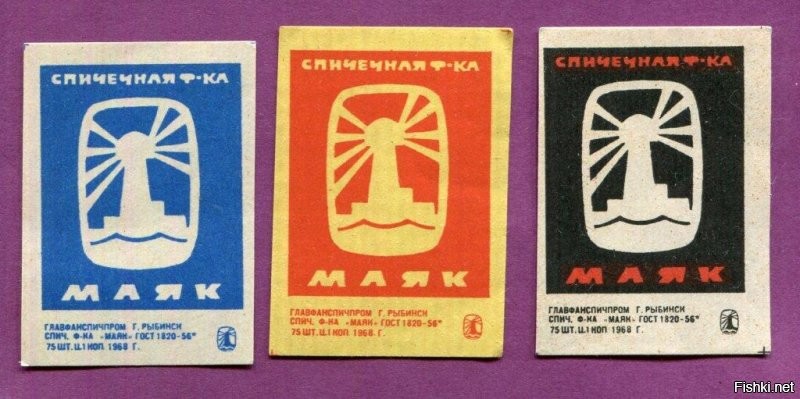 СПИЧЕЧНАЯ Ф-КА
МАЯК
ГЛАВФАНСПИЧПРОМ Г. РЫБИНСК
СПИЧ. Ф-КА «МАЯК» ГОСТ 1820-56*
75 ШТ. Ц.1 КОП 1968 Г.
СПИЧЕЧНАЯ Ф-КА
МАЯК
ГЛАВФАНСПИЧПРОМ Г. РЫБИНСК
СПИЧ. Ф-КА «МАЯК» ГОСТ 1820-56*
75 ШТ. Ц.1 КОП 1968 Г.
СПИЧЕЧНАЯ Ф-КА
МАЯК
ГЛАВФАНСПИЧПРОМ Г. РЫБИНСК
СПИЧ. Ф-КА «МАЯК» ГОСТ 1820-56*
75 ШТ. Ц.1 КОП 1968 Г.
Fishki.net